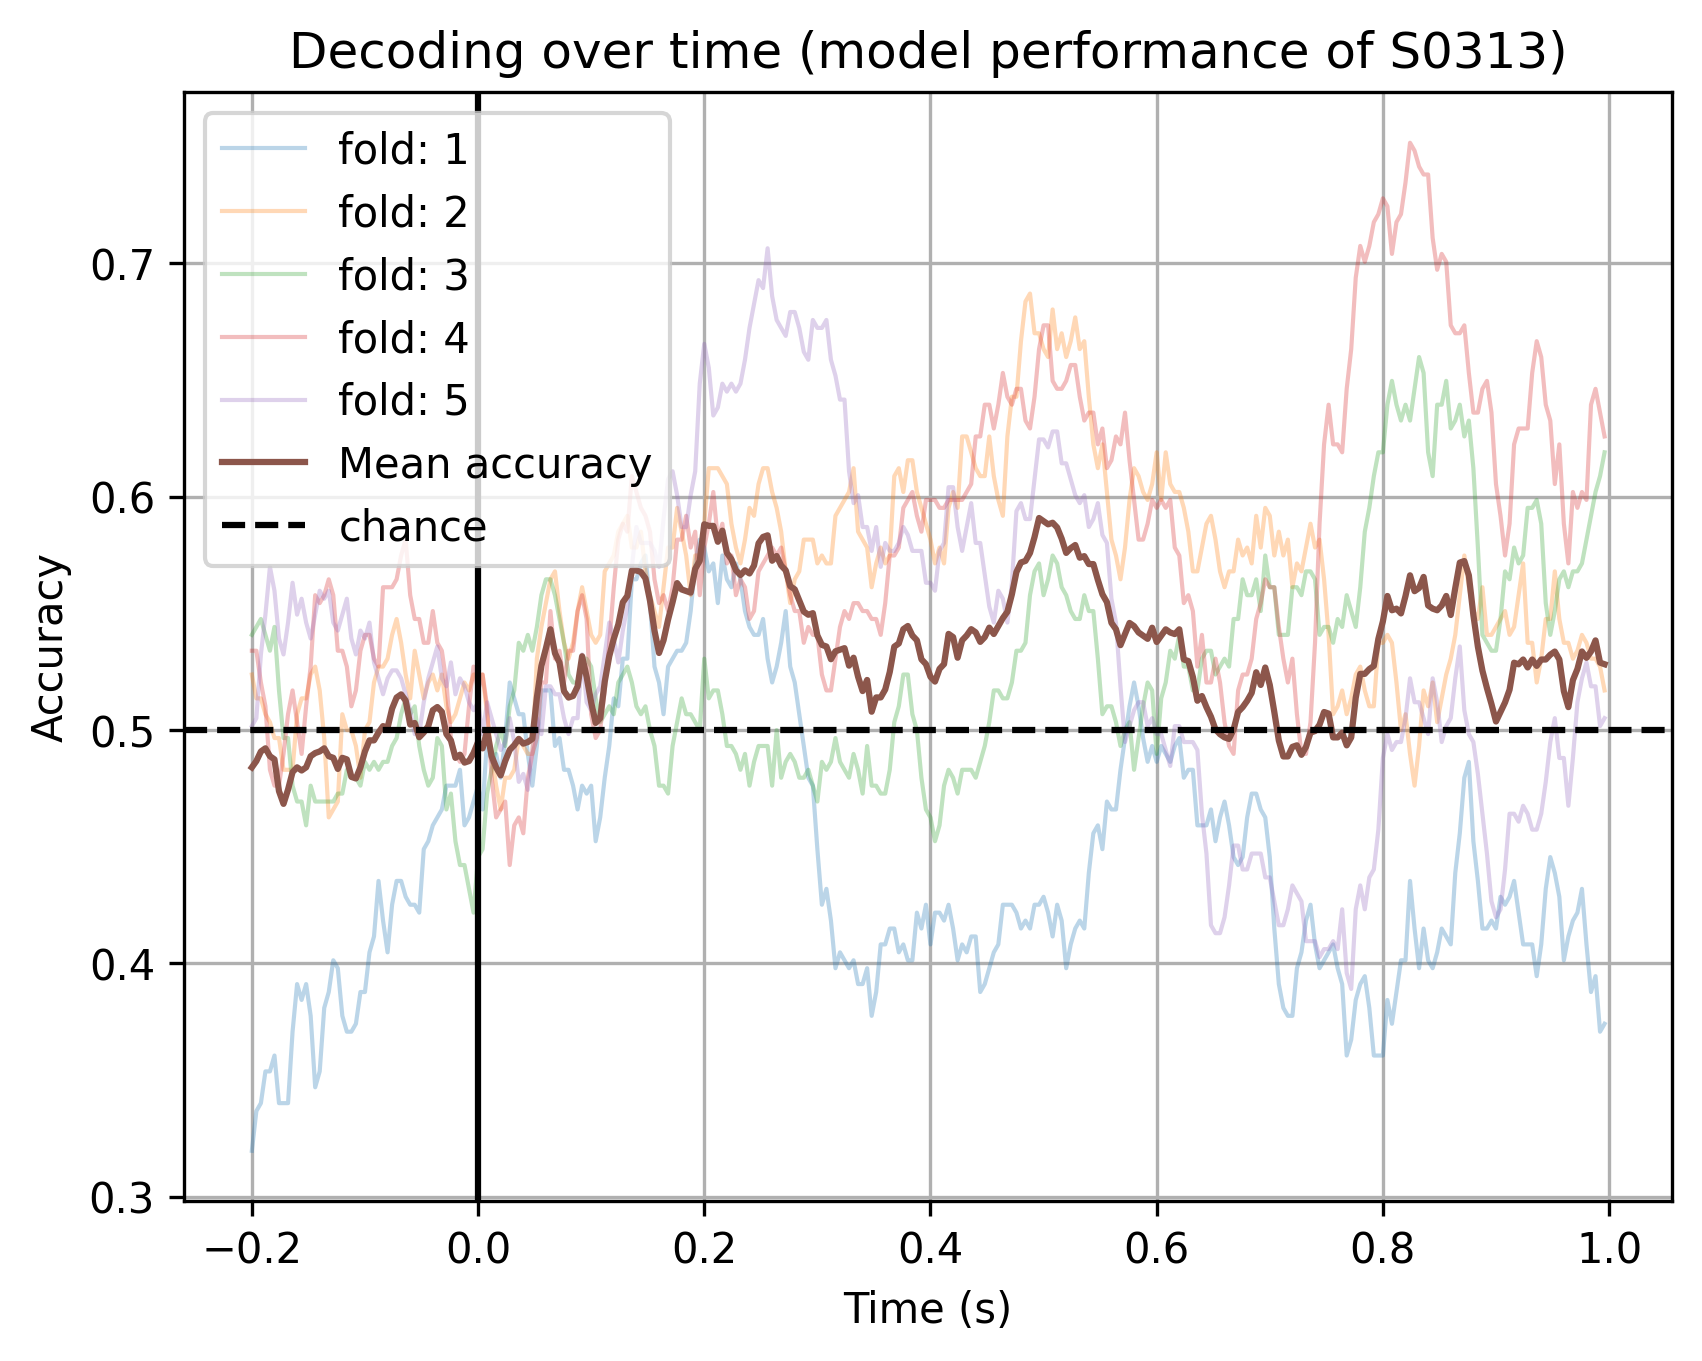 Decoding over time (model performance of S0313)
fold: 1
fold: 2
fold: 3
fold: 4
fold: 5
Mean accuracy
chance
Accuracy
0.7
0.6
0.5
0.4
0.3
−0.2 0.0 0.2 0.4 0.6 0.8 1.0
Time (s)